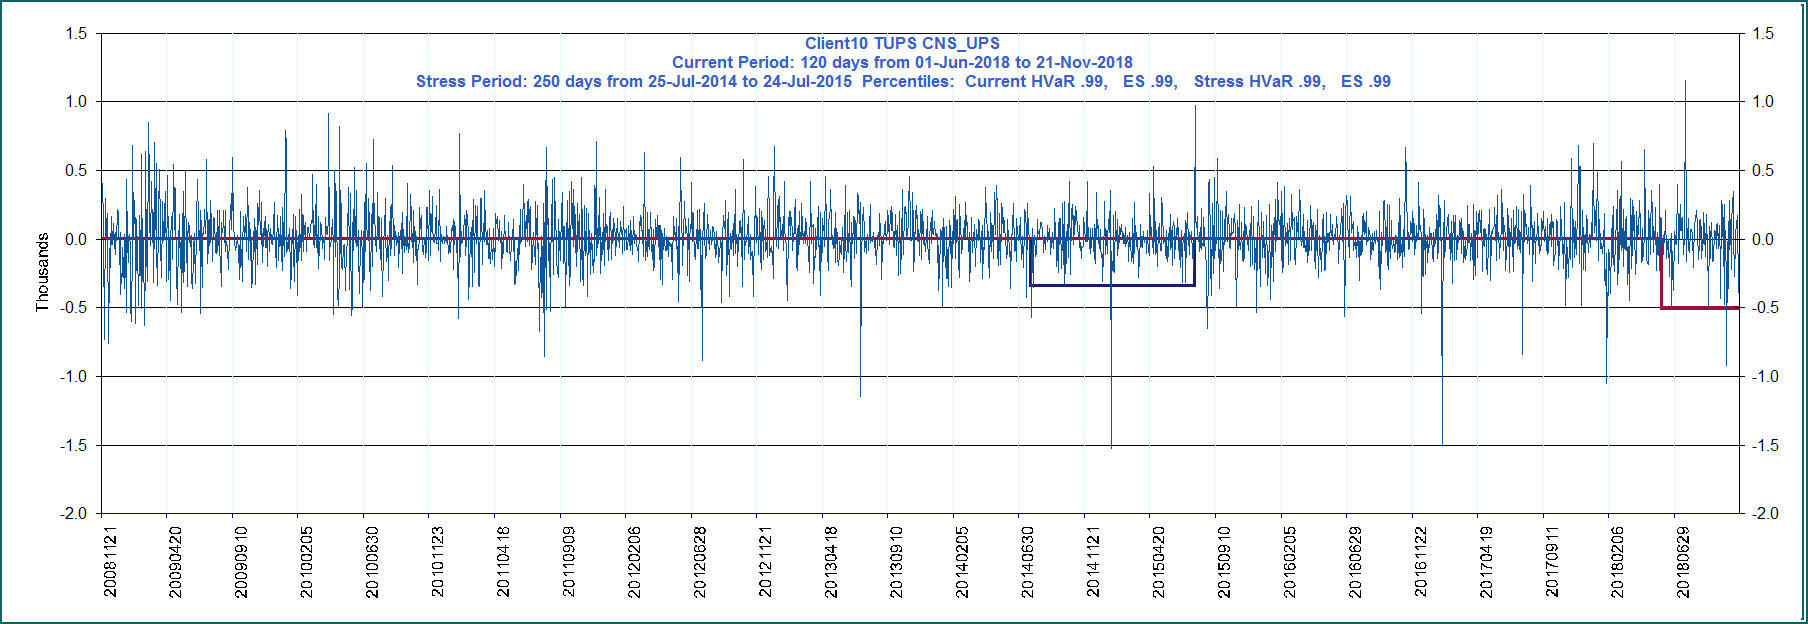 Client10 TUPS CNS_UPS
Current Period: 120 days from 01-Jun-2018 to 21-Nov-2018
Stress Period: 250 days from 25-Jul-2014 to 24-Jul-2015  Percentiles:  Current HVaR .99,   ES .99,   Stress HVaR .99,   ES .99
1.5 1.5
1.0 1.0
0.5 0.5
0.0 0.0
-0.5 -0.5
-1.0 -1.0
-1.5 -1.5
-2.0 -2.0
Thousands
20081121 20090420 20090910 20100205 20100630 20101123 20110418 20110909 20120206 20120628 20121121 20130418 20130910 20140205 20140630 20141121 20150420 20150910 20160205 20160629 20161122 20170419 20170911 20180206 20180629